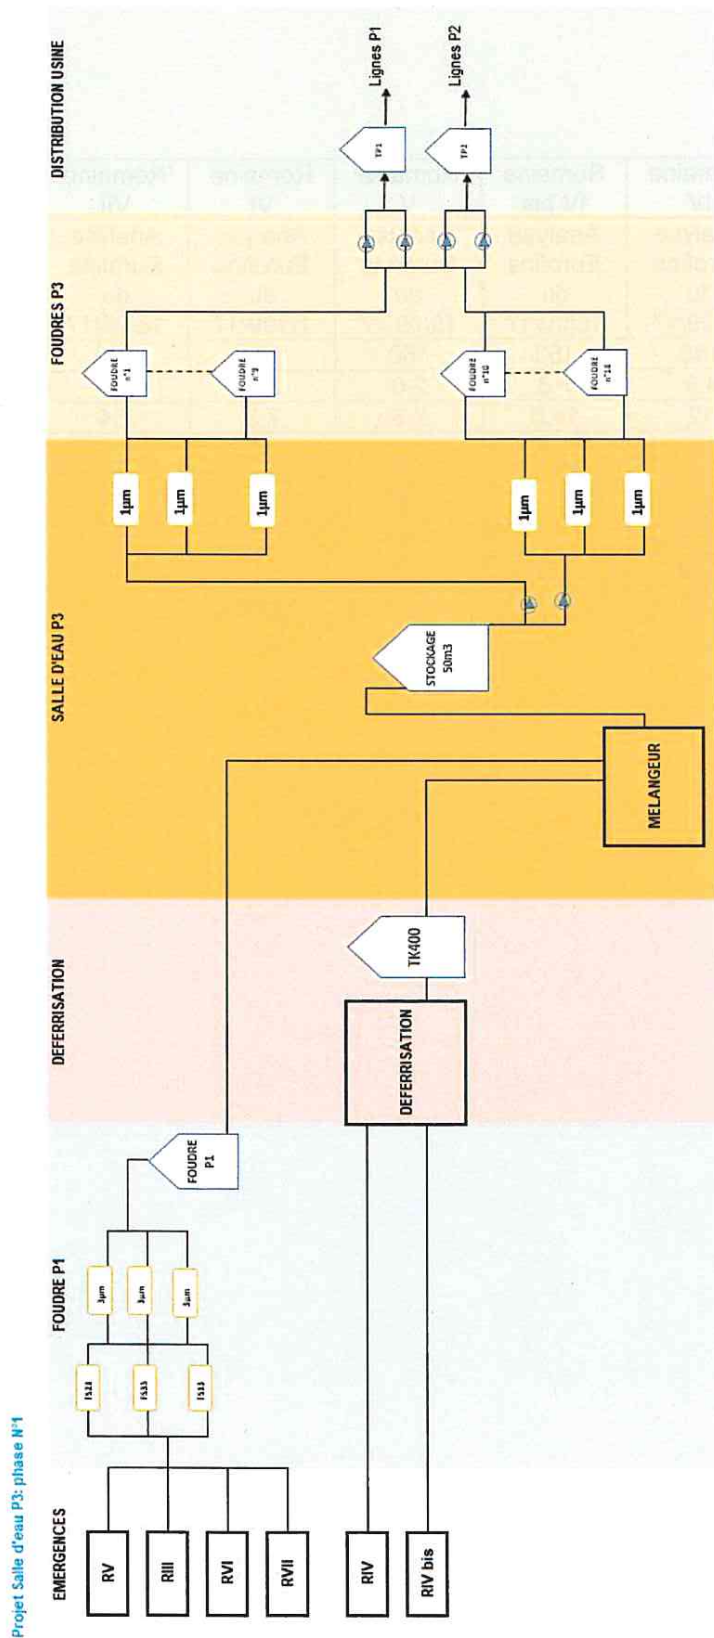 Projet Salle d'eau P3: phase N°1
EMERGENCES
FOUDRE P1
DEFERRISATION
SALLE D'EAU P3
FOUDRES P3
DISTRIBUTION USINE
RV
RIII
RVI
RVII
RIV
RIV bis
3µm
3µm
3µm
FOUDRE
P1
DEFERRISATION
TK400
MELANGEUR
STOCKAGE
50m3
1µm
1µm
1µm
1µm
1µm
1µm
FOUDRE
n°1
FOUDRE
n°9
FOUDRE
n°10
FOUDRE
n°14
TP1
TP2
Lignes P1
Lignes P2